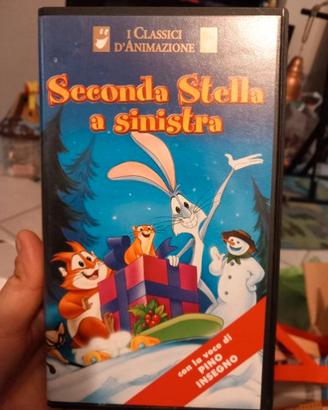 I CLASSICI
D'ANIMAZIONE
Seconda Stella
a sinistra
con la voce di
PINO
INSEGNO